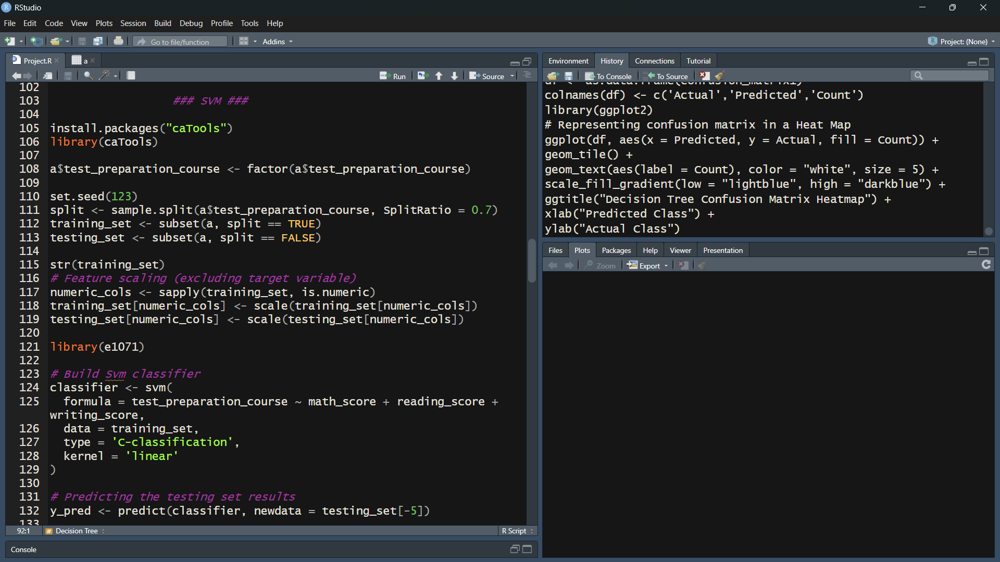 RStudio
File Edit Code View Plots Session Build Debug Profile Tools Help
Go to file/function Addins Project: (None)
Project.R a
Run Source
102
103 ### SVM ###
104
105 install.packages("caTools")
106 library(caTools)
107
108 a$test_preparation_course <- factor(a$test_preparation_course)
109
110 set.seed(123)
111 split <- sample.split(a$test_preparation_course, SplitRatio = 0.7)
112 training_set <- subset(a, split == TRUE)
113 testing_set <- subset(a, split == FALSE)
114
115 str(training_set)
116 # Feature scaling (excluding target variable)
117 numeric_cols <- sapply(training_set, is.numeric)
118 training_set[numeric_cols] <- scale(training_set[numeric_cols])
119 testing_set[numeric_cols] <- scale(testing_set[numeric_cols])
120
121 library(e1071)
122
123 # Build Svm classifier
124 classifier <- svm(
125 formula = test_preparation_course ~ math_score + reading_score +
writing_score,
126 data = training_set,
127 type = 'C-classification',
128 kernel = 'linear'
129 )
130
131 # Predicting the testing set results
132 y_pred <- predict(classifier, newdata = testing_set[-5])
133
92:1 # Decision Tree R Script
Console
Environment History Connections Tutorial
To Console To Source
df <- as.data.frame(confusion_matrix1)
colnames(df) <- c('Actual','Predicted','Count')
library(ggplot2)
# Representing confusion matrix in a Heat Map
ggplot(df, aes(x = Predicted, y = Actual, fill = Count)) +
geom_tile() +
geom_text(aes(label = Count), color = "white", size = 5) +
scale_fill_gradient(low = "lightblue", high = "darkblue") +
ggtitle("Decision Tree Confusion Matrix Heatmap") +
xlab("Predicted Class") +
ylab("Actual Class")
Files Plots Packages Help Viewer Presentation
Zoom Export